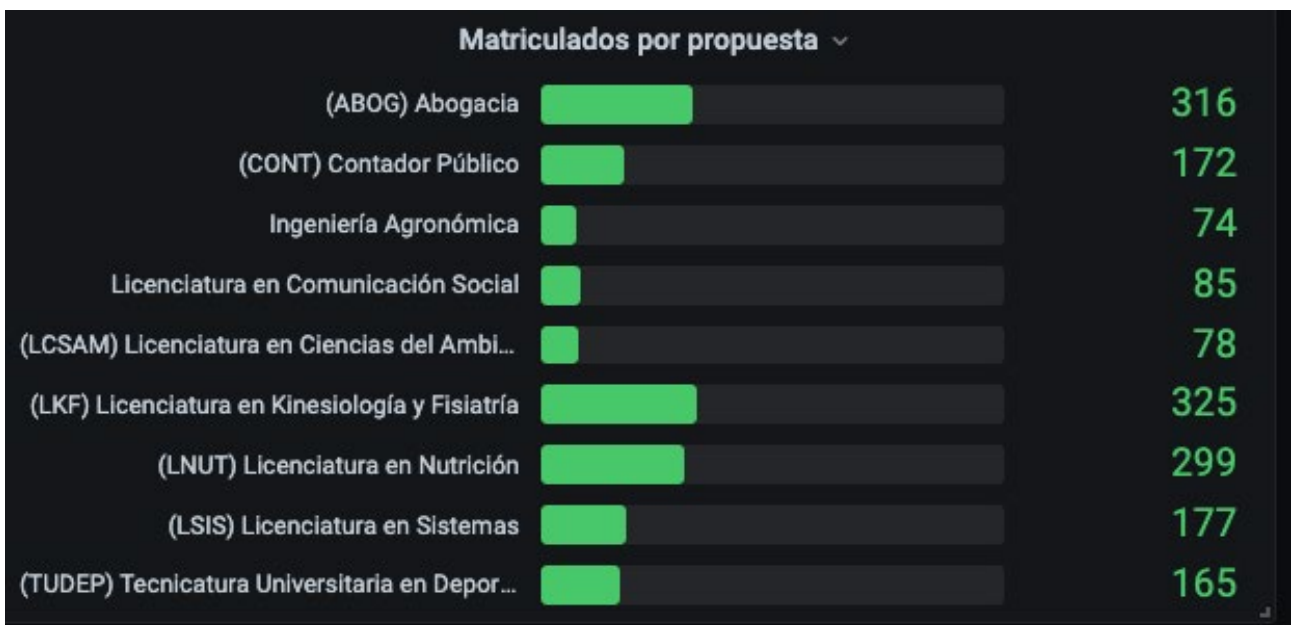 Matriculados por propuesta
(ABOG) Abogacia 316
(CONT) Contador Público 172
Ingeniería Agronómica 74
Licenciatura en Comunicación Social 85
(LCSAM) Licenciatura en Ciencias del Ambi... 78
(LKF) Licenciatura en Kinesiología y Fisiatría 325
(LNUT) Licenciatura en Nutrición 299
(LSIS) Licenciatura en Sistemas 177
(TUDEP) Tecnicatura Universitaria en Depor... 165